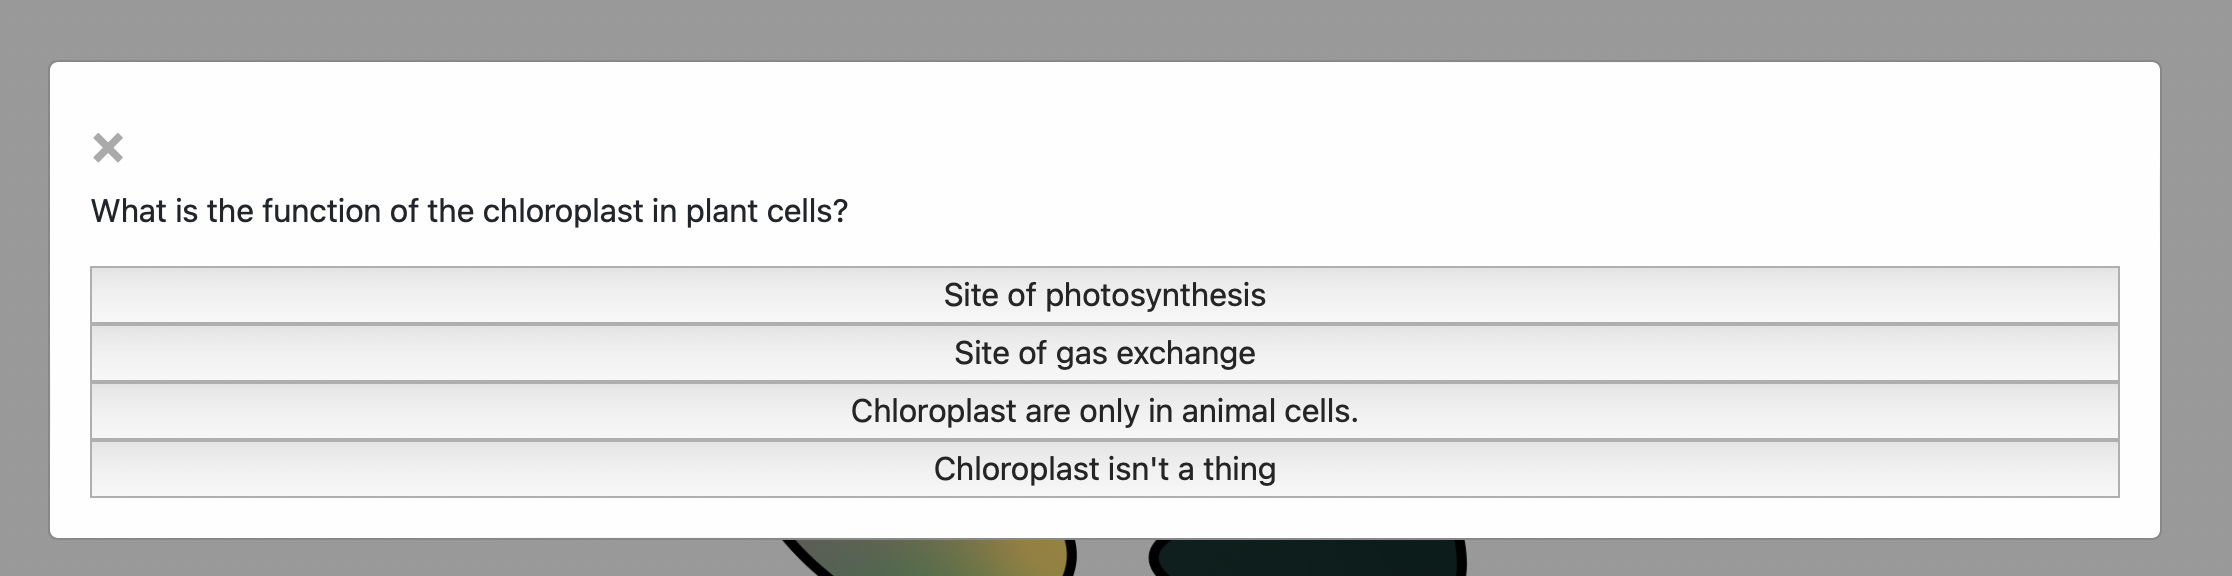 What is the function of the chloroplast in plant cells?
Site of photosynthesis
Site of gas exchange
Chloroplast are only in animal cells.
Chloroplast isn't a thing